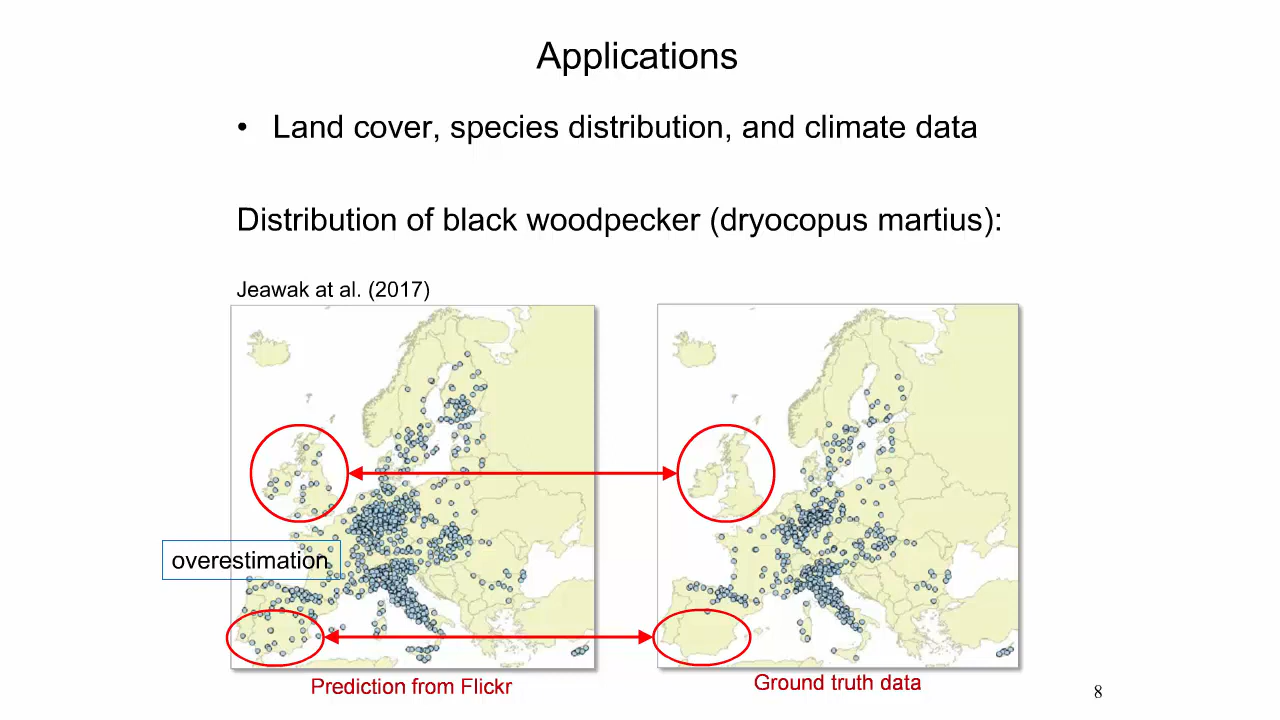 Applications
• Land cover, species distribution, and climate data
Distribution of black woodpecker (dryocopus martius):
Jeawak at al. (2017)
overestimation
Prediction from Flickr
Ground truth data
8